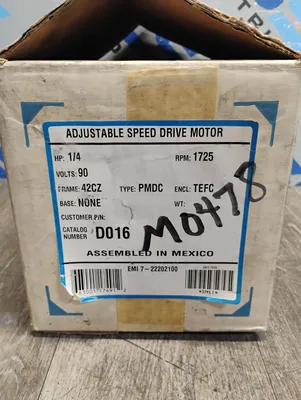 ADJUSTABLE SPEED DRIVE MOTOR
HP: 1/4 RPM: 1725
VOLTS: 90
FRAME: 42CZ TYPE: PMDC ENCL: TEFC
BASE: NONE WT:
CUSTOMER P/N:
CATALOG NUMBER D016
M0478
ASSEMBLED IN MEXICO
EMI 7-22202100